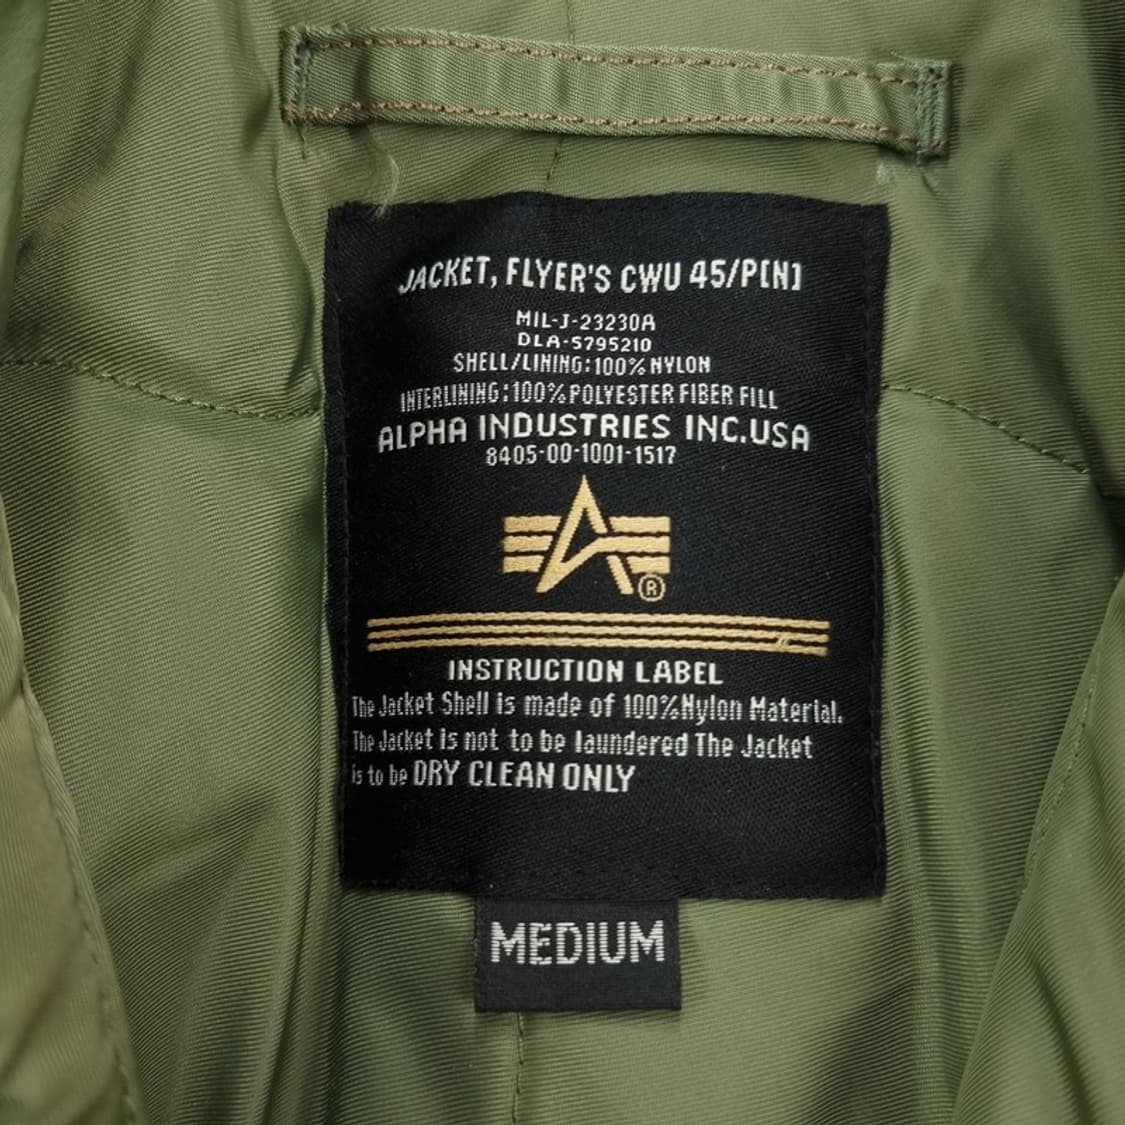 JACKET, FLYER'S CWU 45/P[N]
MIL-J-23230A
DLA-5795210
SHELL/LINING:100% NYLON
INTERLINING:100%POLYESTER FIBER FILL
ALPHA INDUSTRIES INC.USA
8405-00-1001-1517
®
INSTRUCTION LABEL
The Jacket Shell is made of 100%Nylon Material.
The Jacket is not to be laundered The Jacket
is to be DRY CLEAN ONLY
MEDIUM